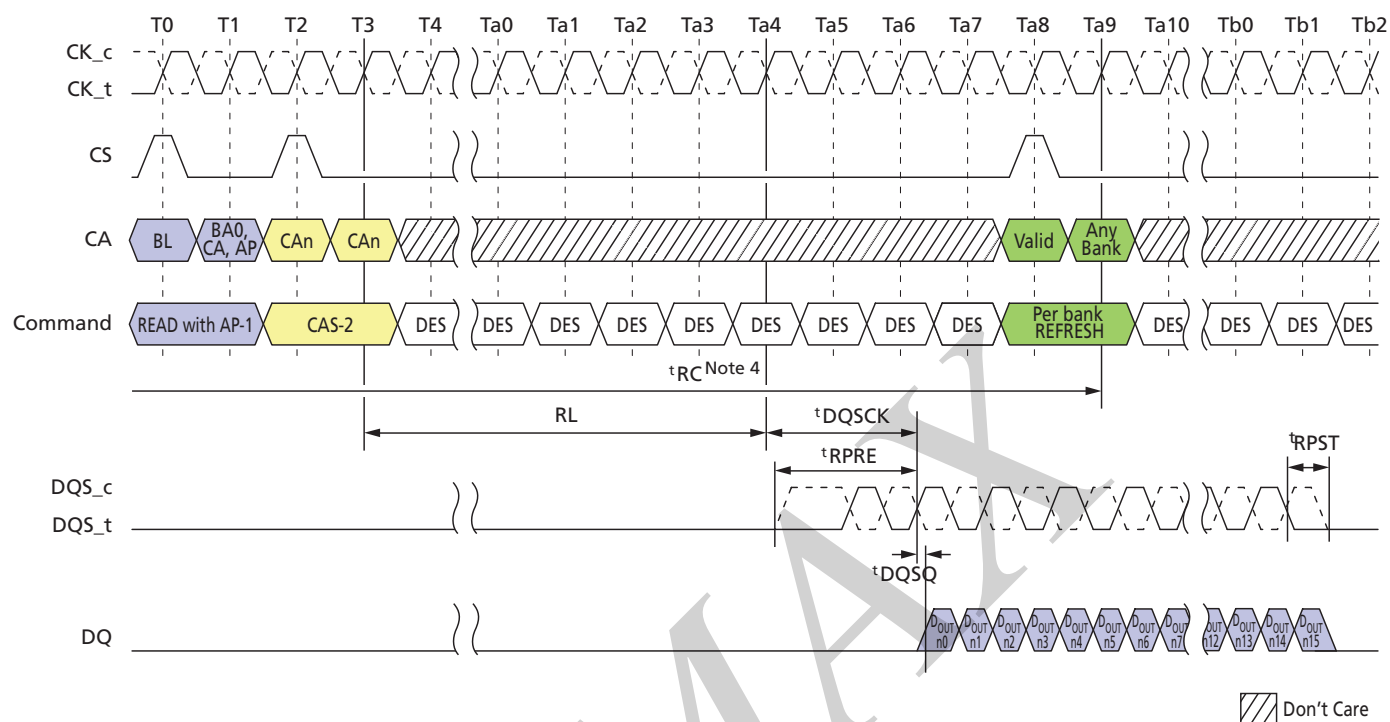 T0 T1 T2 T3 T4 Ta0 Ta1 Ta2 Ta3 Ta4 Ta5 Ta6 Ta7 Ta8 Ta9 Ta10 Tb0 Tb1 Tb2
CK_c
CK_t
CS
CA BL BA0, CA, AP CAn CAn Valid Any Bank
Command READ with AP-1 CAS-2 DES DES DES DES DES DES DES DES DES Per bank REFRESH DES DES DES DES
tRC Note 4
RL tDQSCK
tRPRE tRPST
DQS_c
DQS_t
tDQSQ
DQ DOUT n0 DOUT n1 DOUT n2 DOUT n3 DOUT n4 DOUT n5 DOUT n6 DOUT n7 DOUT n12 DOUT n13 DOUT n14 DOUT n15
MAX
Don't Care